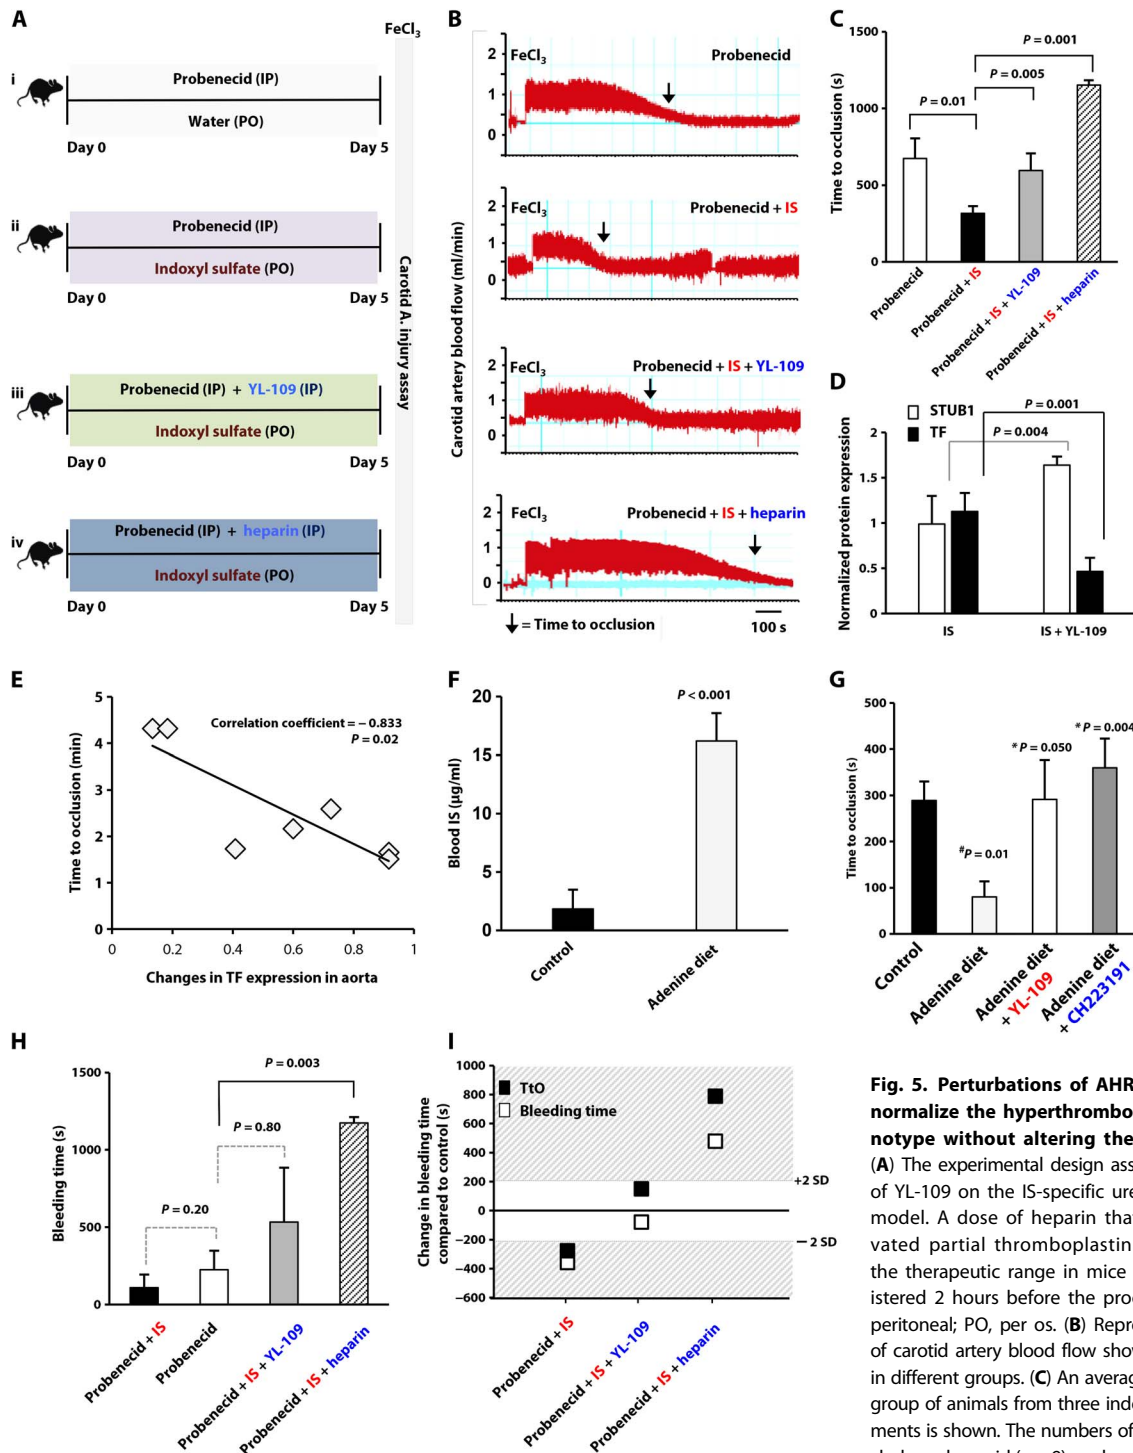 A
FeCl3
i
Probenecid (IP)
Water (PO)
Day 0
Day 5
ii
Probenecid (IP)
Indoxyl sulfate (PO)
Day 0
Day 5
iii
Probenecid (IP) + YL-109 (IP)
Indoxyl sulfate (PO)
Day 0
Day 5
iv
Probenecid (IP) + heparin (IP)
Indoxyl sulfate (PO)
Day 0
Day 5
Carotid A. injury assay
B
Carotid artery blood flow (ml/min)
FeCl3
Probenecid
2
1
0
FeCl3
Probenecid + IS
2
1
0
FeCl3
Probenecid + IS + YL-109
2
1
0
FeCl3
Probenecid + IS + heparin
2
1
0
= Time to occlusion
100 s
C
Time to occlusion (s)
1500
1000
500
0
P = 0.01
P = 0.005
P = 0.001
Probenecid
Probenecid + IS
Probenecid + IS + YL-109
Probenecid + IS + heparin
D
Normalized protein expression
STUB1
TF
P = 0.001
P = 0.004
2
1.5
1
0.5
0
IS
IS + YL-109
E
Time to occlusion (min)
Correlation coefficient = − 0.833
P = 0.02
5
4
3
2
1
0
0
0.2
0.4
0.6
0.8
1
Changes in TF expression in aorta
F
Blood IS (μg/ml)
20
15
10
5
0
P < 0.001
Control
Adenine diet
G
Time to occlusion (s)
500
400
300
200
100
0
#P = 0.01
*P = 0.050
*P = 0.004
Control
Adenine diet
Adenine diet
+ YL-109
Adenine diet
+ CH223191
H
Bleeding time (s)
1500
1000
500
0
P = 0.003
P = 0.80
P = 0.20
Probenecid + IS
Probenecid
Probenecid + IS + YL-109
Probenecid + IS + heparin
I
Change in bleeding time
compared to control (s)
1000
800
600
400
200
0
−200
−400
−600
TtO
Bleeding time
+2 SD
− 2 SD
Probenecid + IS
Probenecid + IS + YL-109
Probenecid + IS + heparin
Fig. 5. Perturbations of AHR
normalize the hyperthrombo
notype without altering the
(A) The experimental design ass
of YL-109 on the IS-specific ure
model. A dose of heparin that
vated partial thromboplastin
the therapeutic range in mice
istered 2 hours before the proc
peritoneal; PO, per os. (B) Repr
of carotid artery blood flow show
in different groups. (C) An average
group of animals from three inde
ments is shown. The numbers of